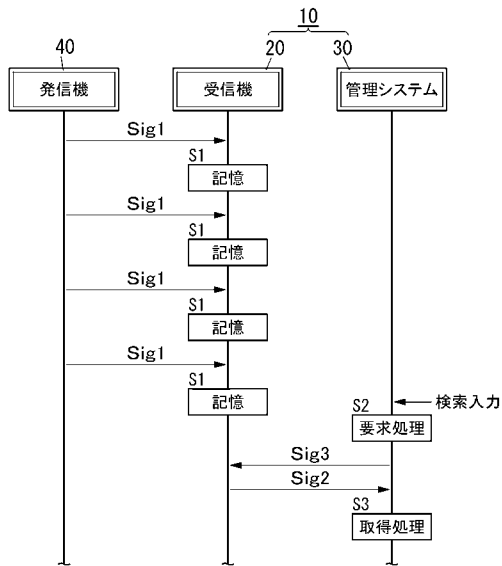 10
40
20
30
発信機
受信機
管理システム
Sig1
S1
記憶
Sig1
S1
記憶
Sig1
S1
記憶
Sig1
S1
記憶
検索入力
S2
要求処理
Sig3
Sig2
S3
取得処理